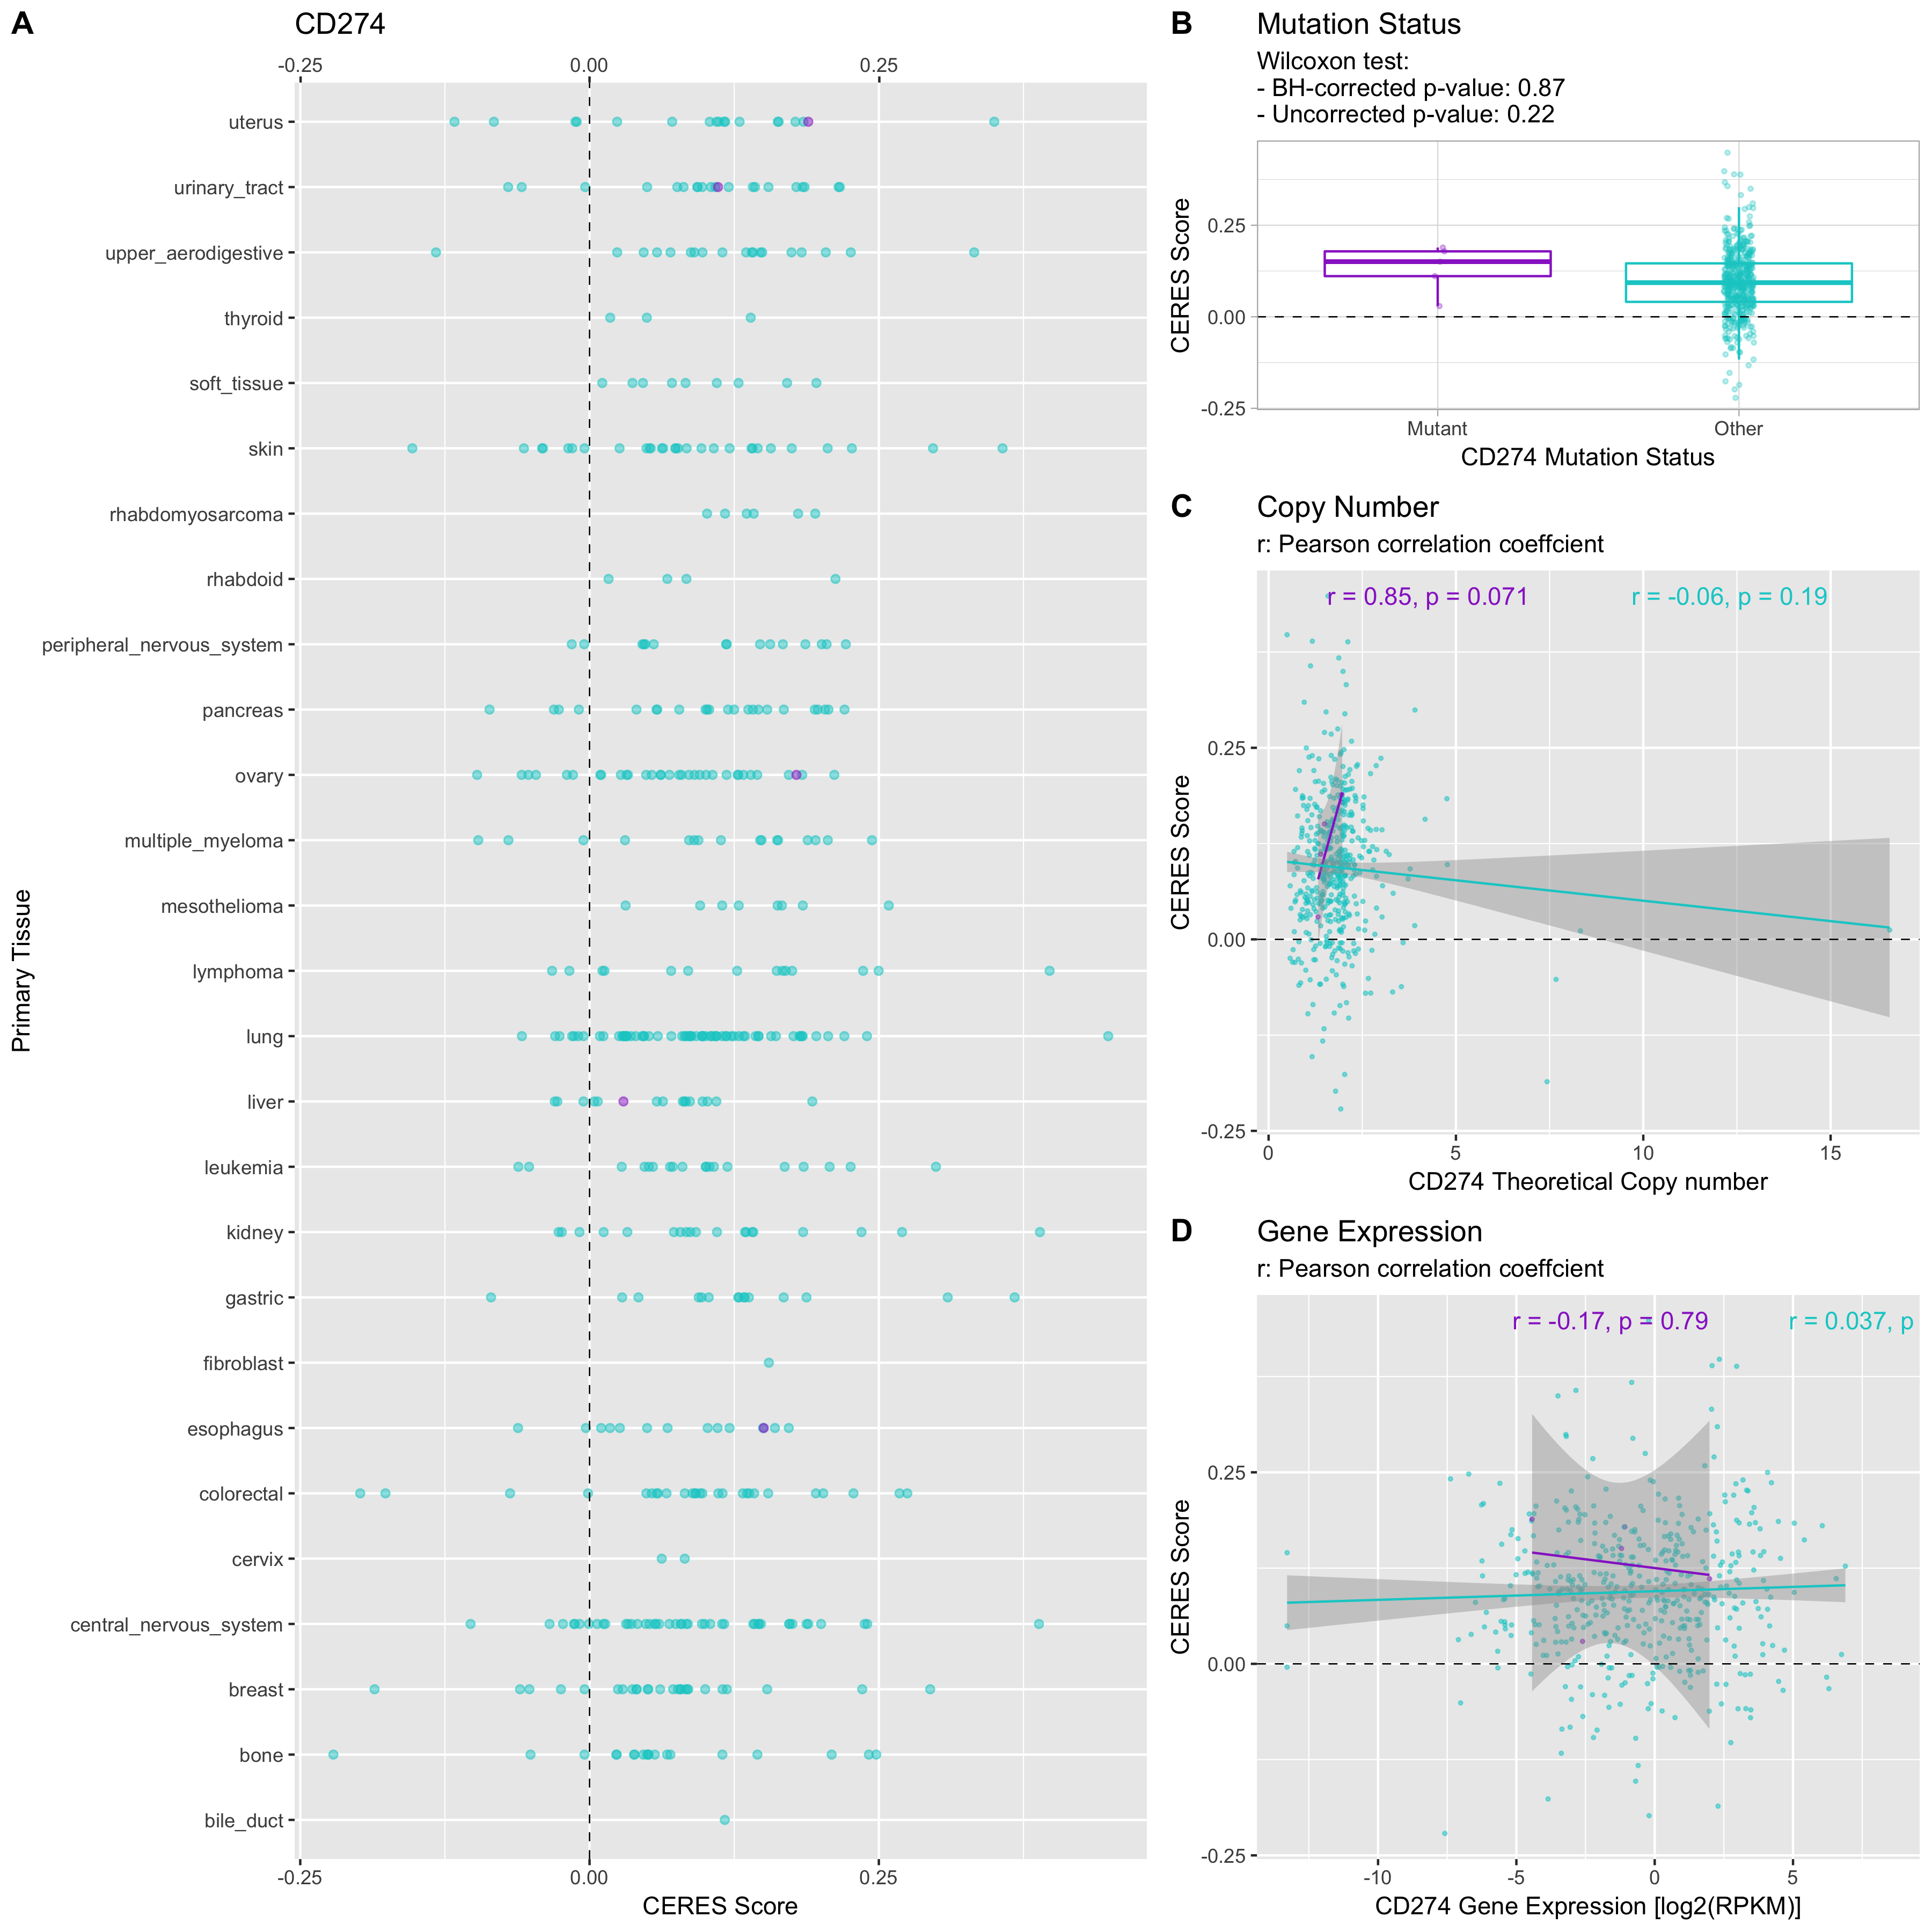 A
CD274
-0.25 0.00 0.25
uterus
urinary_tract
upper_aerodigestive
thyroid
soft_tissue
skin
rhabdomyosarcoma
rhabdoid
peripheral_nervous_system
pancreas
ovary
multiple_myeloma
mesothelioma
lymphoma
lung
liver
leukemia
kidney
gastric
fibroblast
esophagus
colorectal
cervix
central_nervous_system
breast
bone
bile_duct
Primary Tissue
-0.25 0.00 0.25
CERES Score
B
Mutation Status
Wilcoxon test:
- BH-corrected p-value: 0.87
- Uncorrected p-value: 0.22
CERES Score
0.25
0.00
-0.25
Mutant Other
CD274 Mutation Status
C
Copy Number
r: Pearson correlation coeffcient
r = 0.85, p = 0.071 r = -0.06, p = 0.19
CERES Score
0.25
0.00
-0.25
0 5 10 15
CD274 Theoretical Copy number
D
Gene Expression
r: Pearson correlation coeffcient
r = -0.17, p = 0.79 r = 0.037, p
CERES Score
0.25
0.00
-0.25
-10 -5 0 5
CD274 Gene Expression [log2(RPKM)]